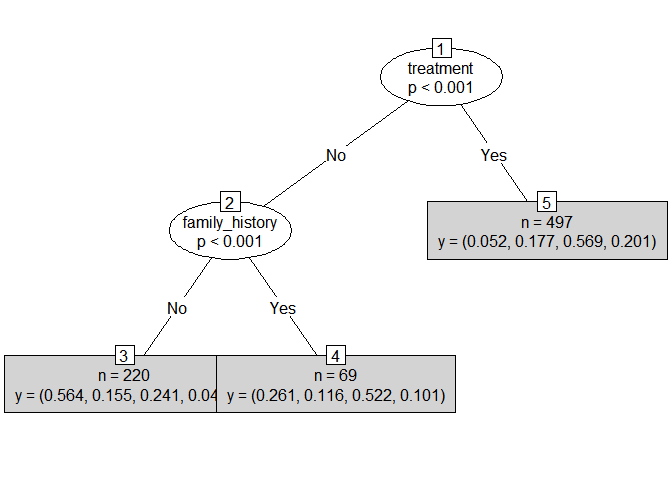 1
treatment
p < 0.001
No
Yes
2
family_history
p < 0.001
5
n = 497
y = (0.052, 0.177, 0.569, 0.201)
No
Yes
3
n = 220
y = (0.564, 0.155, 0.241, 0.04
4
n = 69
y = (0.261, 0.116, 0.522, 0.101)